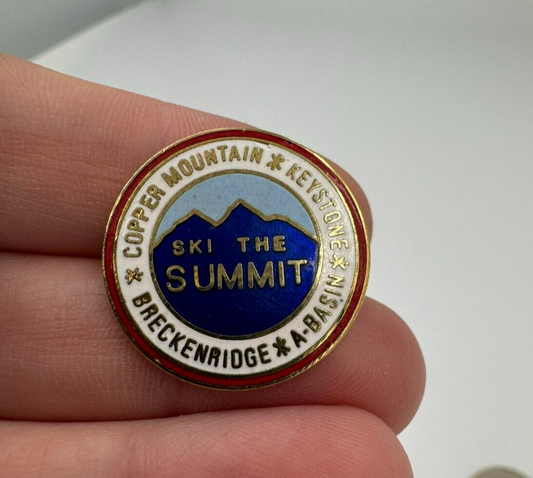 COPPER MOUNTAIN * KEYSTONE * A-BASIN * BRECKENRIDGE *
SKI THE
SUMMIT